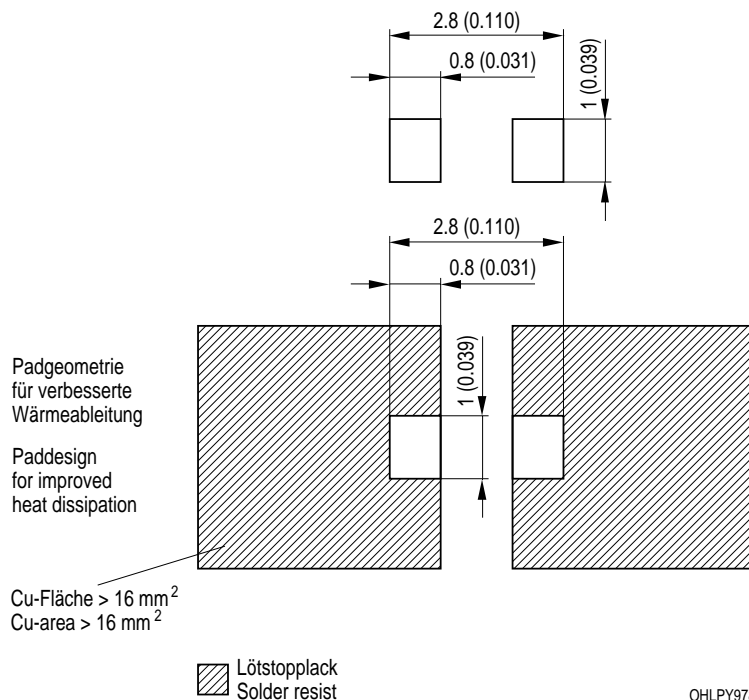 2.8 (0.110)
0.8 (0.031)
1 (0.039)
2.8 (0.110)
0.8 (0.031)
1 (0.039)
Padgeometrie
für verbesserte
Wärmeableitung
Paddesign
for improved
heat dissipation
Cu-Fläche > 16 mm²
Cu-area > 16 mm²
Lötstopplack
Solder resist